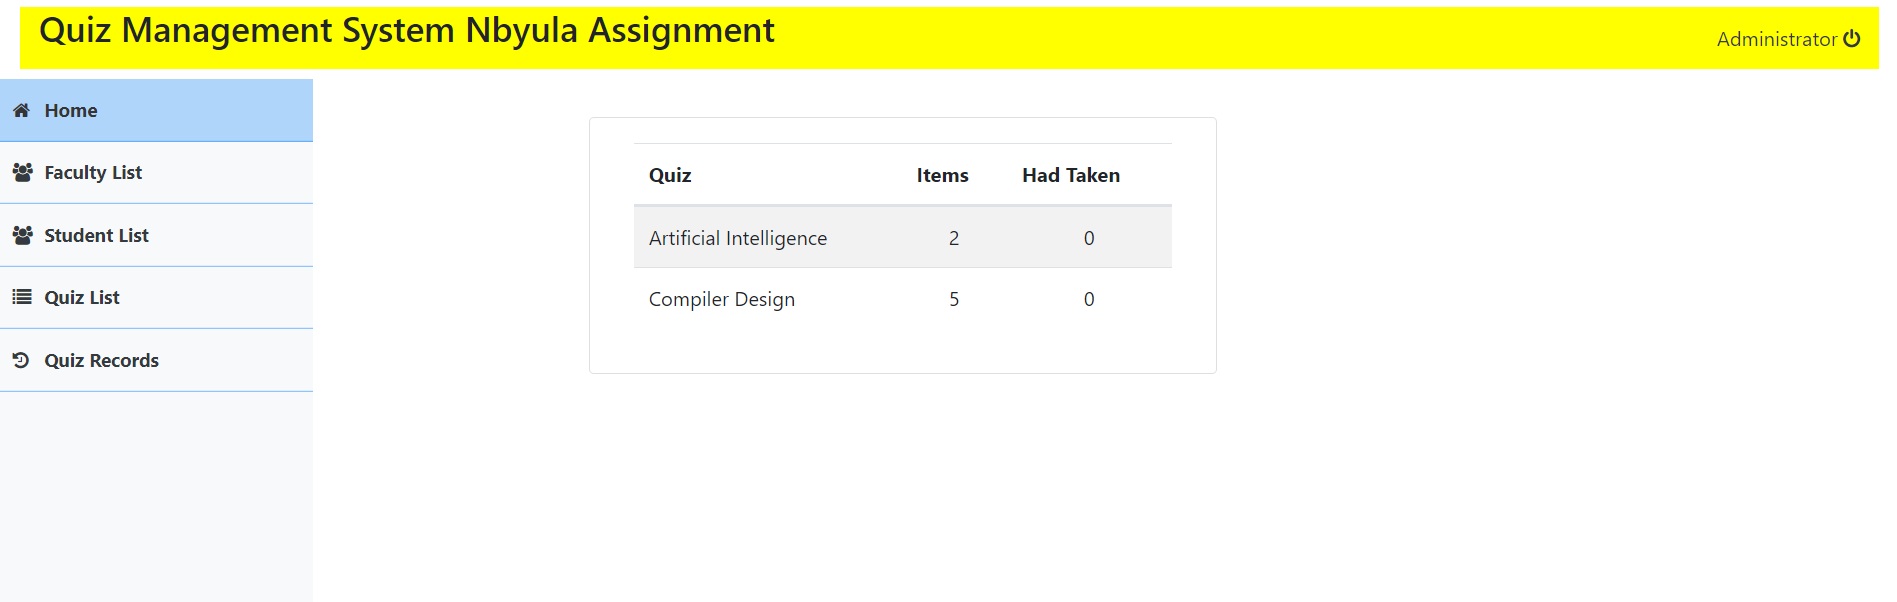 Quiz Management System Nbyula Assignment
Administrator
Home
Faculty List
Student List
Quiz List
Quiz Records
Quiz Items Had Taken
Artificial Intelligence 2 0
Compiler Design 5 0